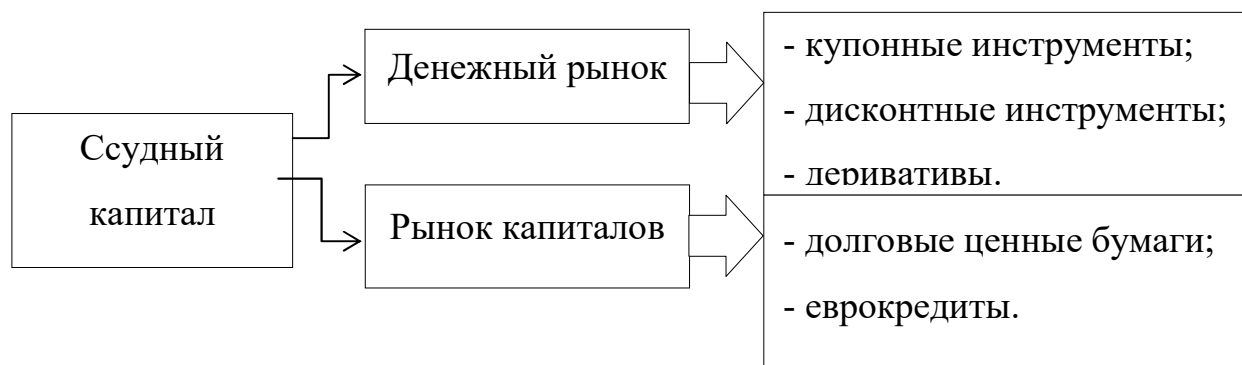 Ссудный
капитал
Денежный рынок
Рынок капиталов
- купонные инструменты;
- дисконтные инструменты;
- деривативы.
- долговые ценные бумаги;
- еврокредиты.